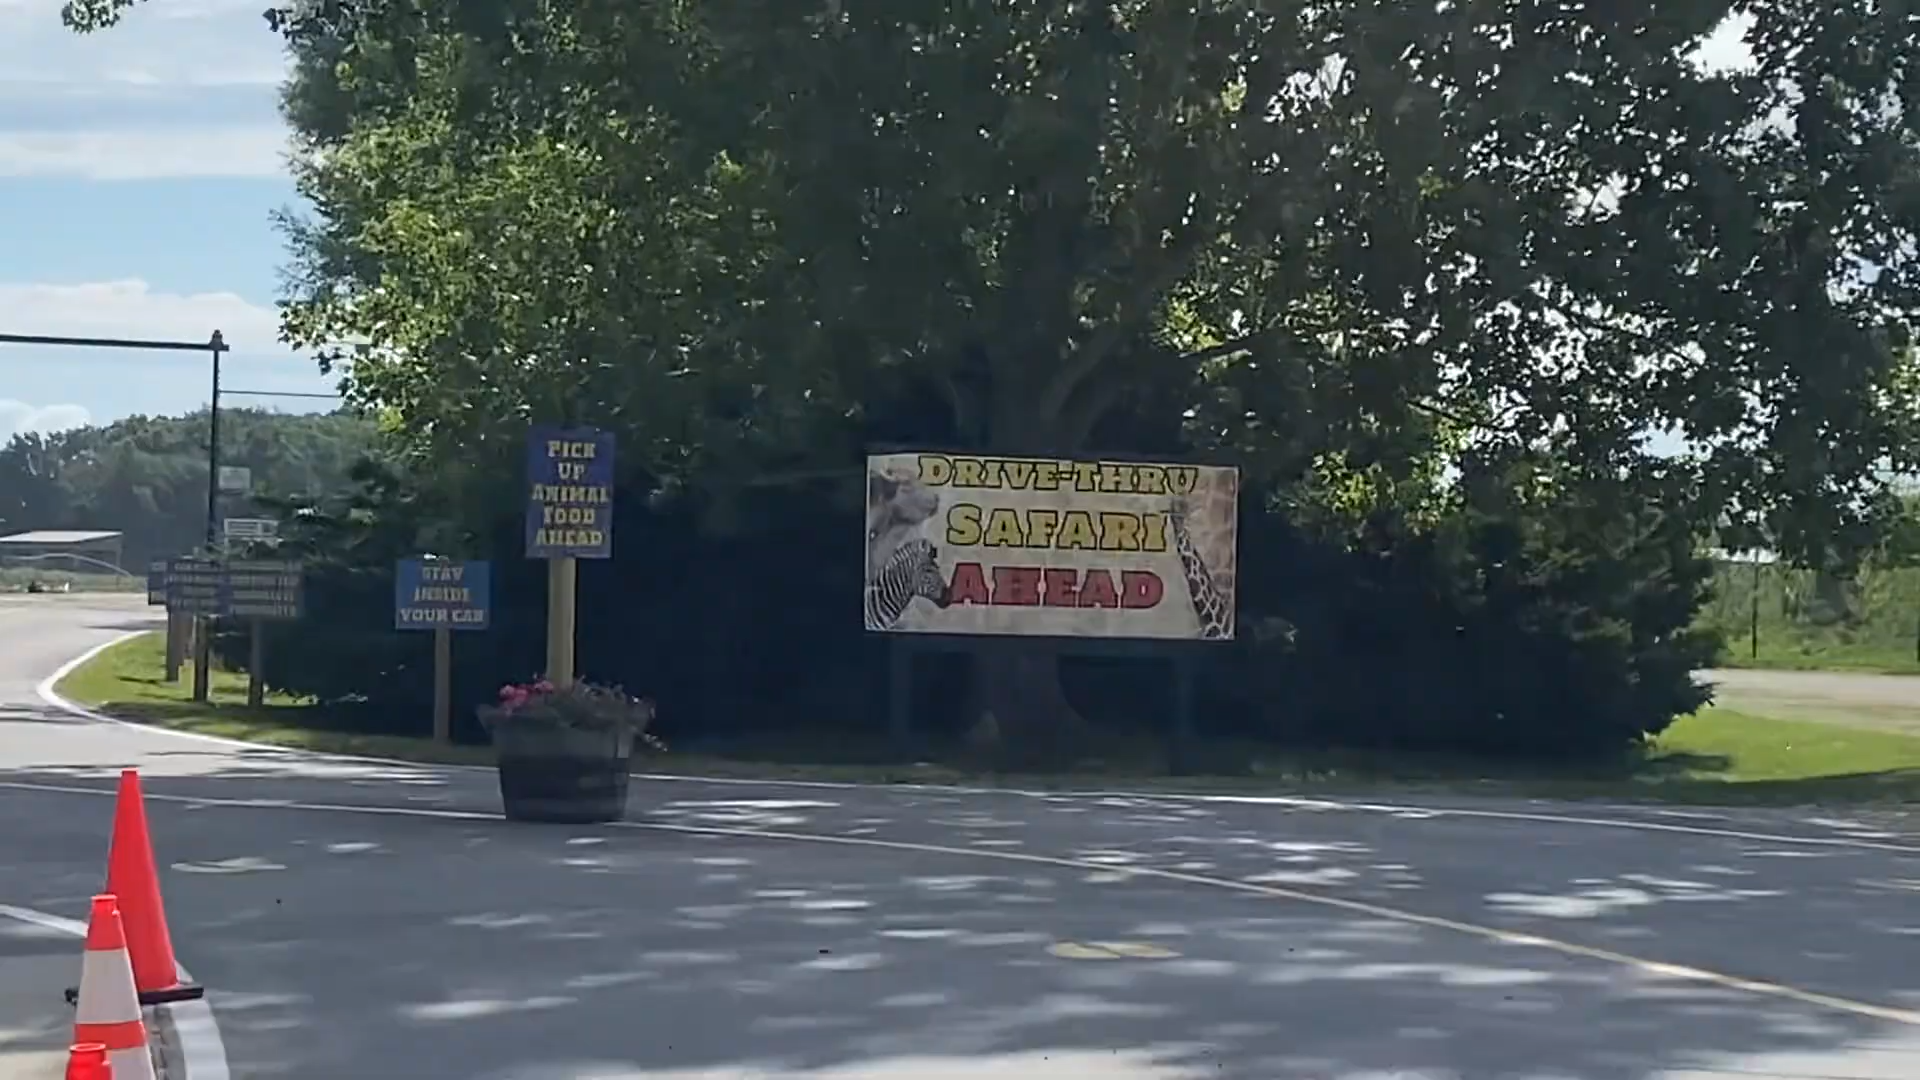 PICK
UP
ANIMAL
FOOD
AHEAD
STAY
INSIDE
YOUR CAR
DRIVE-THRU
SAFARI
AHEAD